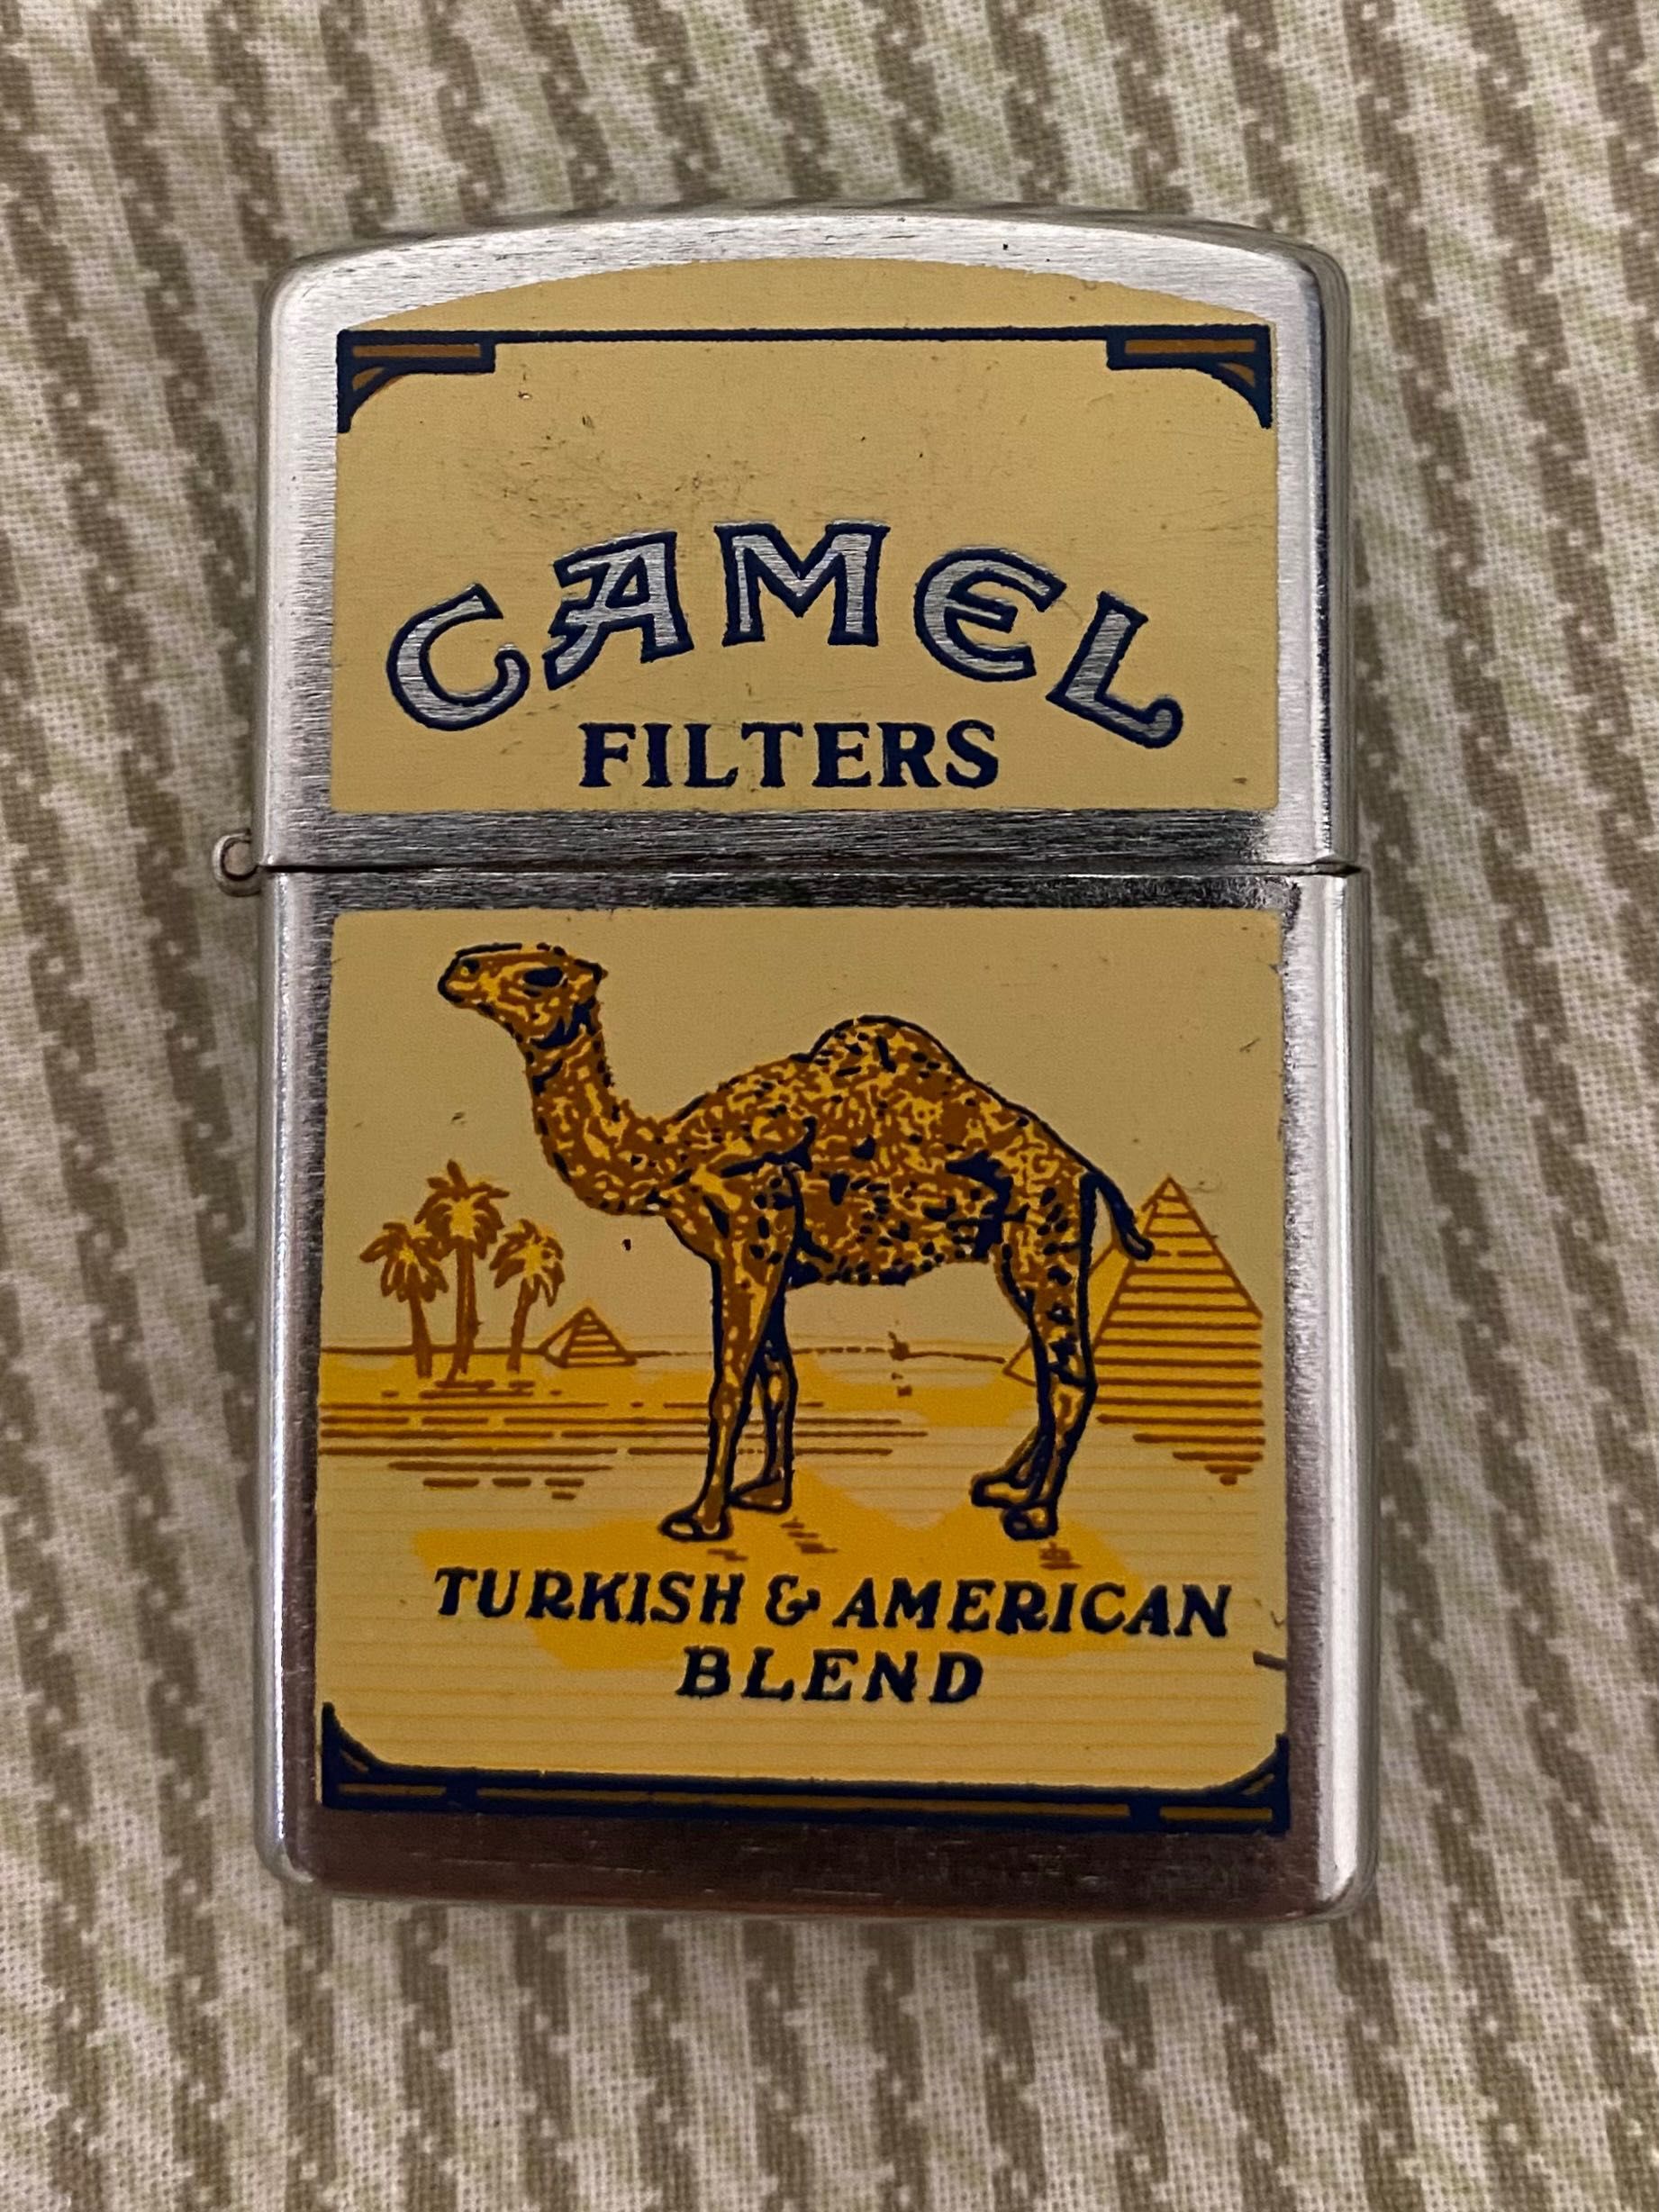 CAMEL
FILTERS
TURKISH & AMERICAN
BLEND